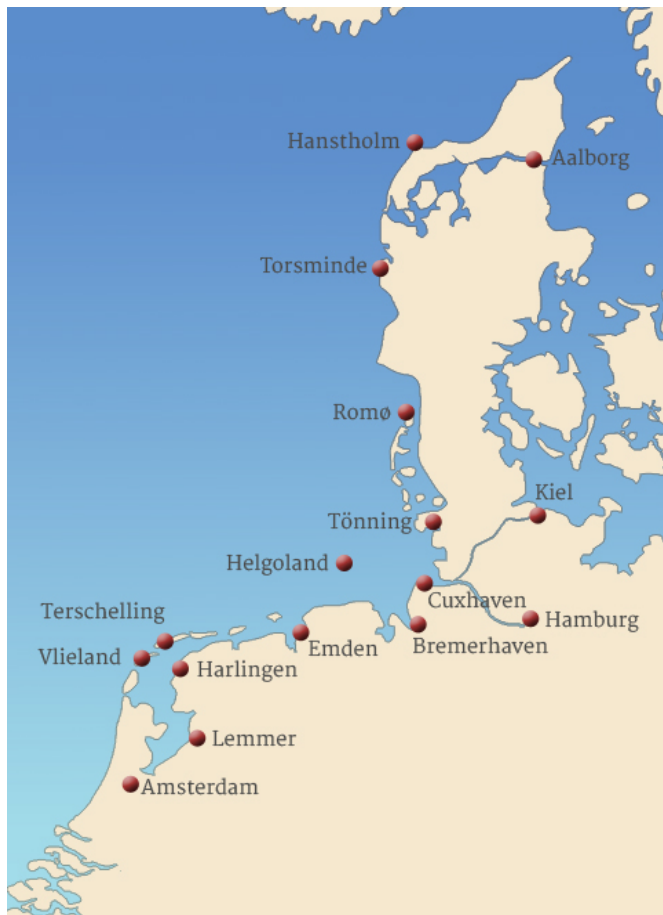 Hanstholm
Aalborg
Torsminde
Romø
Kiel
Tönning
Helgoland
Cuxhaven
Terschelling
Hamburg
Emden
Bremerhaven
Vlieland
Harlingen
Lemmer
Amsterdam